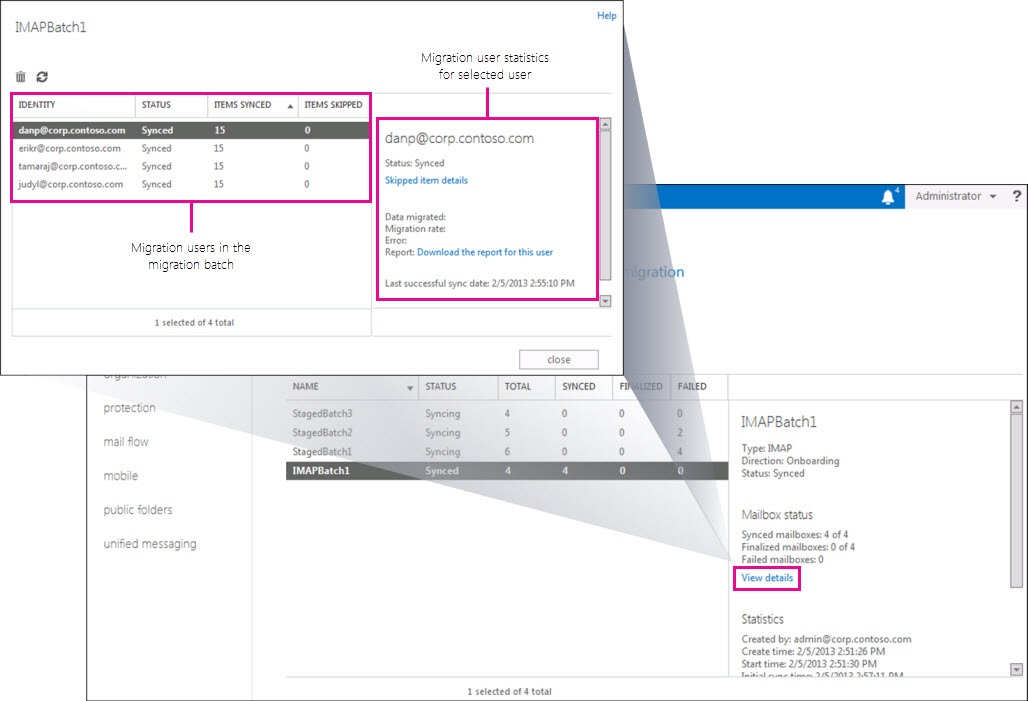 Help
IMAPBatch1
Migration user statistics
for selected user
IDENTITY STATUS ITEMS SYNCED ITEMS SKIPPED
danp@corp.contoso.com Synced 15 0
erikr@corp.contoso.com Synced 15 0
tamaraj@corp.contoso.c... Synced 15 0
judyl@corp.contoso.com Synced 15 0
Migration users in the
migration batch
1 selected of 4 total
danp@corp.contoso.com
Status: Synced
Skipped item details
Data migrated:
Migration rate:
Error:
Report: Download the report for this user
Last successful sync date: 2/5/2013 2:55:10 PM
close
4
Administrator ?
migration
organization
protection
mail flow
mobile
public folders
unified messaging
NAME STATUS TOTAL SYNCED FINALIZED FAILED
StagedBatch3 Syncing 4 0 0 0
StagedBatch2 Syncing 5 0 0 2
StagedBatch1 Syncing 6 0 0 4
IMAPBatch1 Synced 4 4 0 0
1 selected of 4 total
IMAPBatch1
Type: IMAP
Direction: Onboarding
Status: Synced
Mailbox status
Synced mailboxes: 4 of 4
Finalized mailboxes: 0 of 4
Failed mailboxes: 0
View details
Statistics
Created by: admin@corp.contoso.com
Create time: 2/5/2013 2:51:26 PM
Start time: 2/5/2013 2:51:30 PM
Initial sync time: 2/5/2013 2:57:11 PM